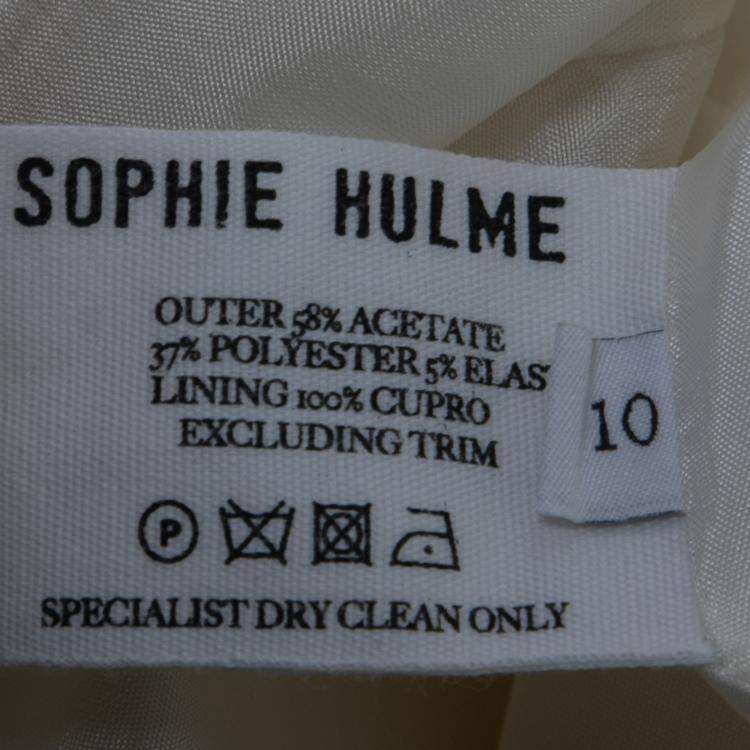 SOPHIE HULME
OUTER 58% ACETATE
37% POLYESTER 5% ELAS
LINING 100% CUPRO
EXCLUDING TRIM
10
P
SPECIALIST DRY CLEAN ONLY